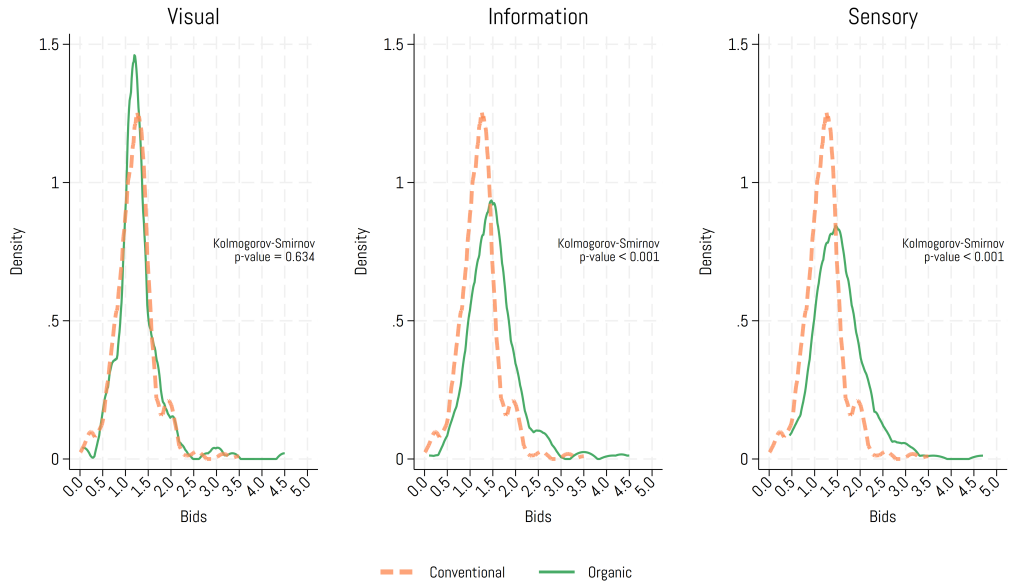 Visual
Information
Sensory
Density
1.5
1
.5
0
Kolmogorov-Smirnov
p-value = 0.634
0.0 0.5 1.0 1.5 2.0 2.5 3.0 3.5 4.0 4.5 5.0
Bids
Density
1.5
1
.5
0
Kolmogorov-Smirnov
p-value < 0.001
0.0 0.5 1.0 1.5 2.0 2.5 3.0 3.5 4.0 4.5 5.0
Bids
Density
1.5
1
.5
0
Kolmogorov-Smirnov
p-value < 0.001
0.0 0.5 1.0 1.5 2.0 2.5 3.0 3.5 4.0 4.5 5.0
Bids
Conventional Organic